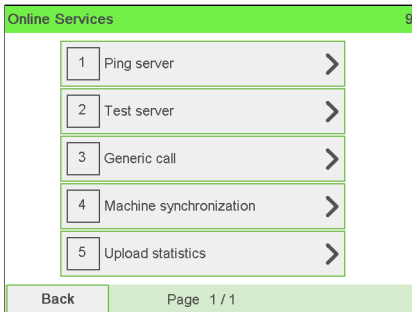 Online Services 9
1 Ping server
2 Test server
3 Generic call
4 Machine synchronization
5 Upload statistics
Back Page 1 / 1